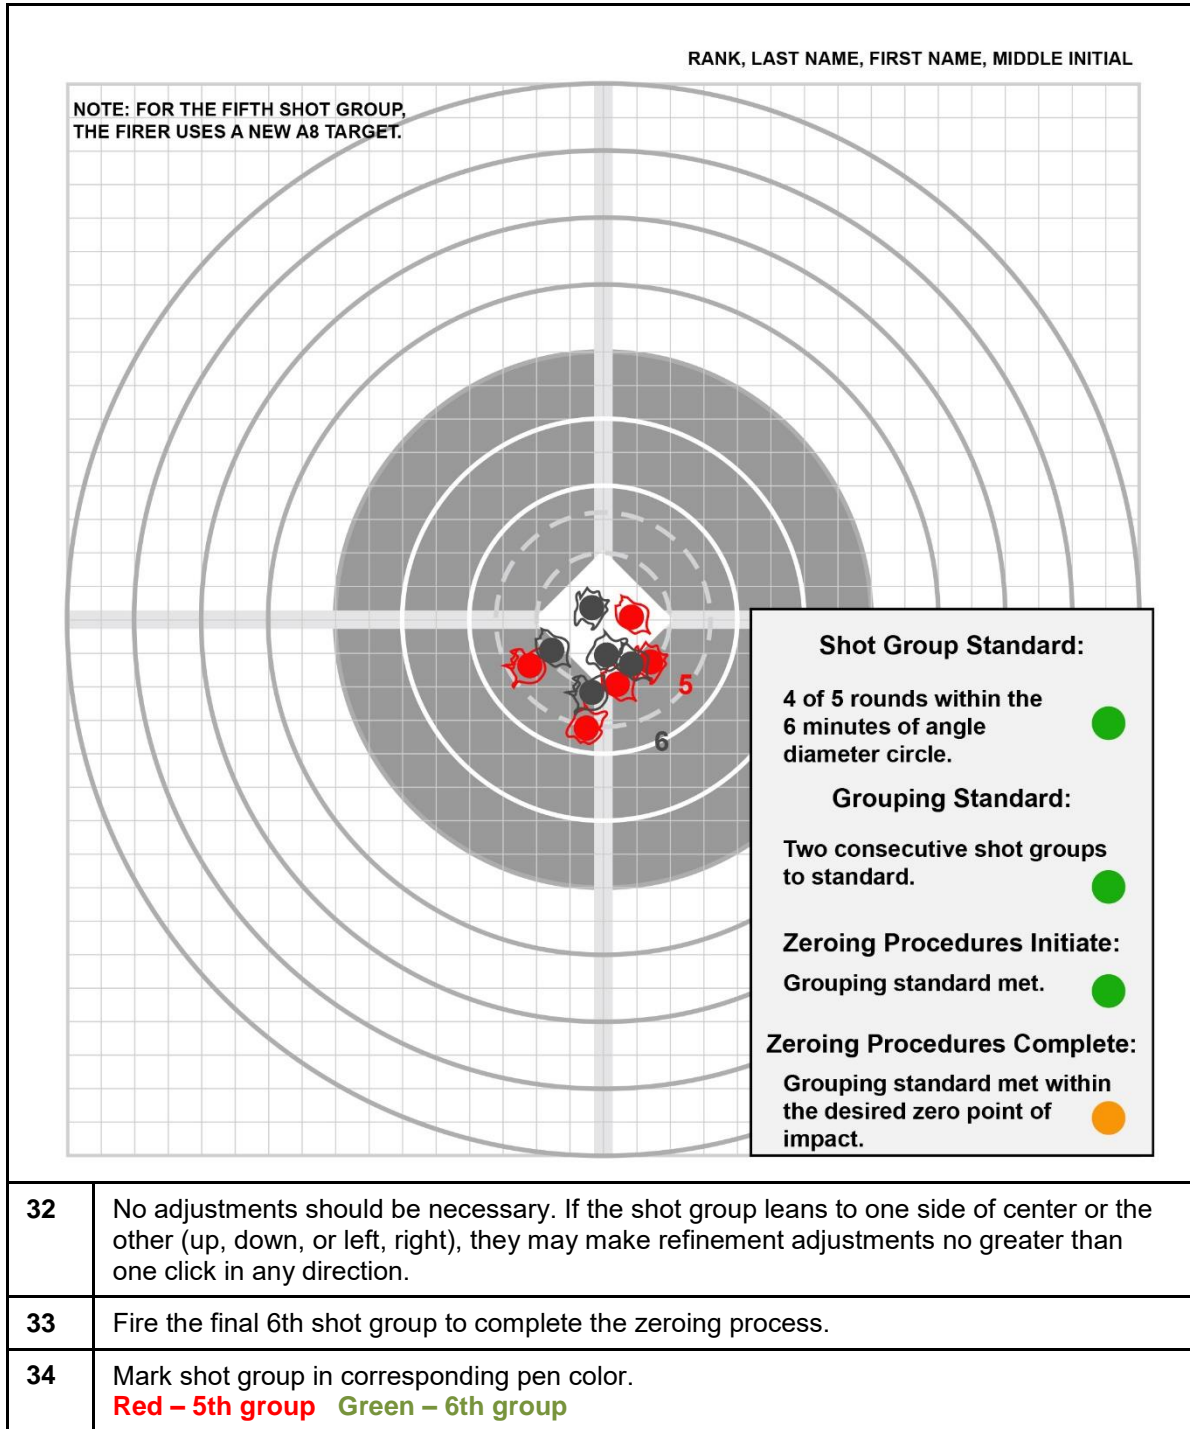 RANK, LAST NAME, FIRST NAME, MIDDLE INITIAL
NOTE: FOR THE FIFTH SHOT GROUP,
THE FIRER USES A NEW A8 TARGET.
5
6
Shot Group Standard:
4 of 5 rounds within the
6 minutes of angle
diameter circle.
Grouping Standard:
Two consecutive shot groups
to standard.
Zeroing Procedures Initiate:
Grouping standard met.
Zeroing Procedures Complete:
Grouping standard met within
the desired zero point of
impact.
32 No adjustments should be necessary. If the shot group leans to one side of center or the
other (up, down, or left, right), they may make refinement adjustments no greater than
one click in any direction.
33 Fire the final 6th shot group to complete the zeroing process.
34 Mark shot group in corresponding pen color.
Red – 5th group Green – 6th group